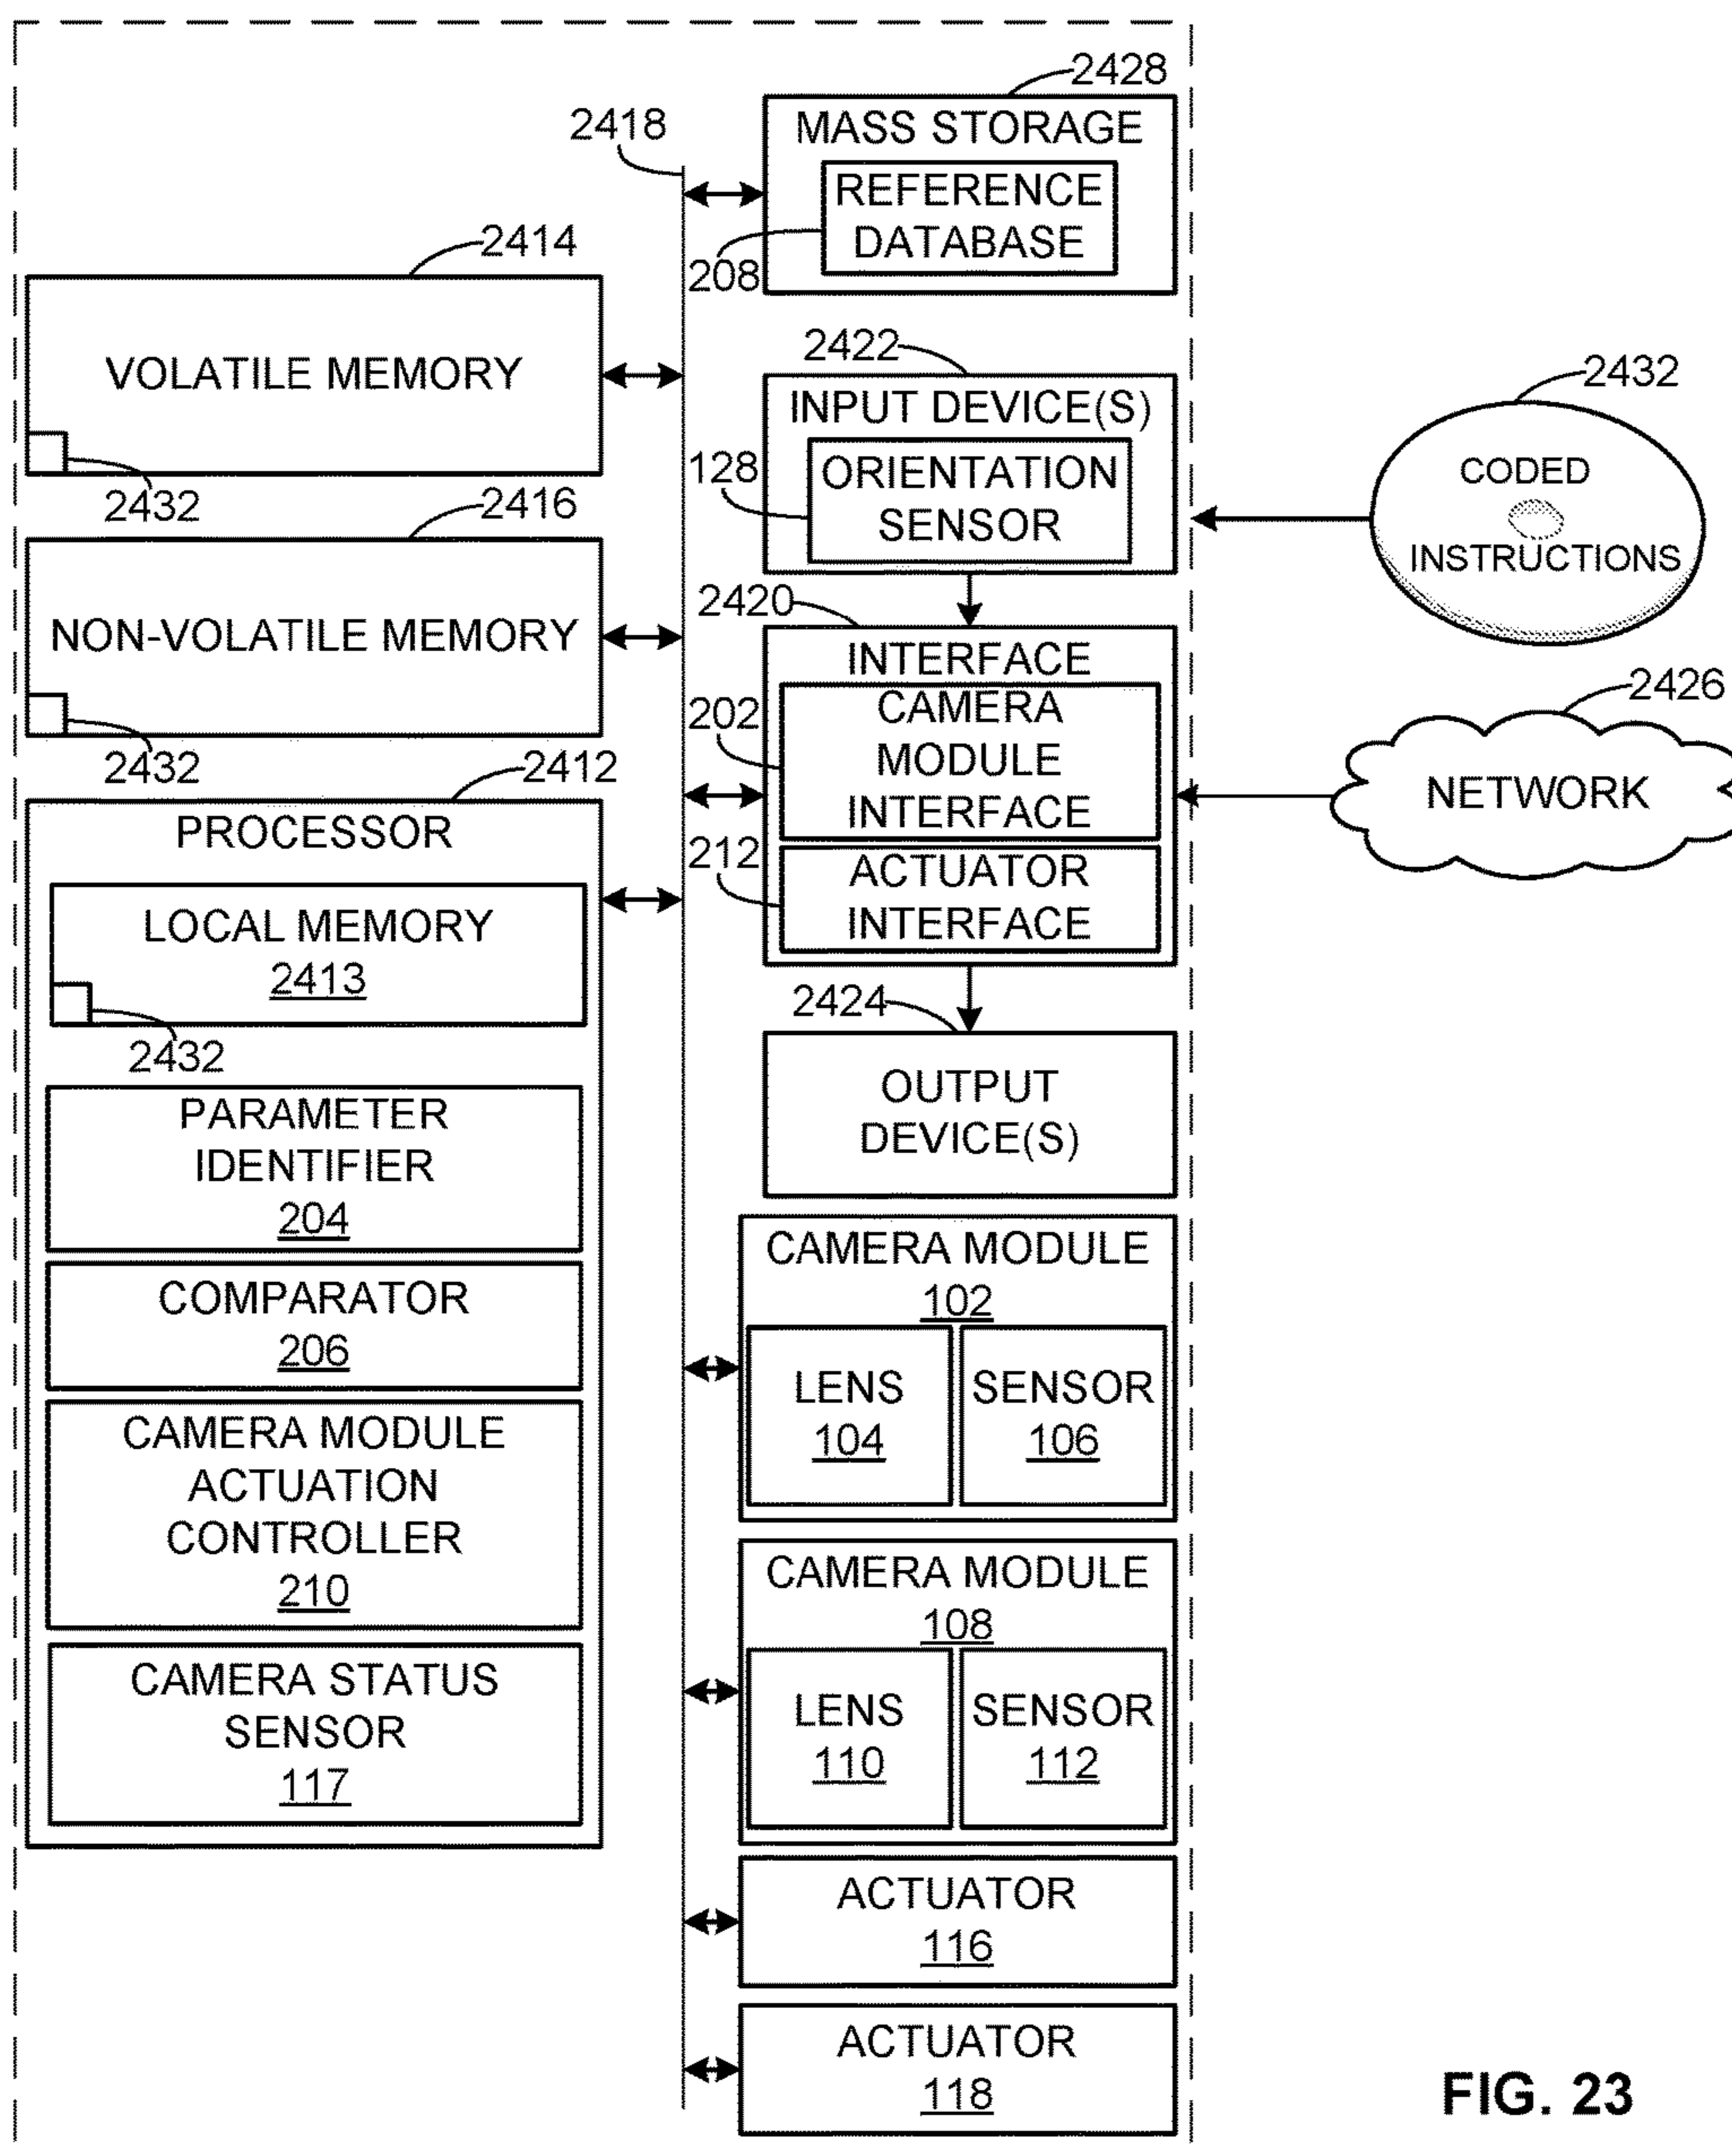 2428
MASS STORAGE
REFERENCE
DATABASE
208
2418
2414
VOLATILE MEMORY
2432
2416
NON-VOLATILE MEMORY
2432
2412
PROCESSOR
LOCAL MEMORY
2413
2432
PARAMETER
IDENTIFIER
204
COMPARATOR
206
CAMERA MODULE
ACTUATION
CONTROLLER
210
CAMERA STATUS
SENSOR
117
2422
INPUT DEVICE(S)
128
ORIENTATION
SENSOR
2420
INTERFACE
202
CAMERA
MODULE
INTERFACE
212
ACTUATOR
INTERFACE
2424
OUTPUT
DEVICE(S)
CAMERA MODULE
102
LENS
104
SENSOR
106
CAMERA MODULE
108
LENS
110
SENSOR
112
ACTUATOR
116
ACTUATOR
118
2432
CODED
INSTRUCTIONS
2426
NETWORK
FIG. 23